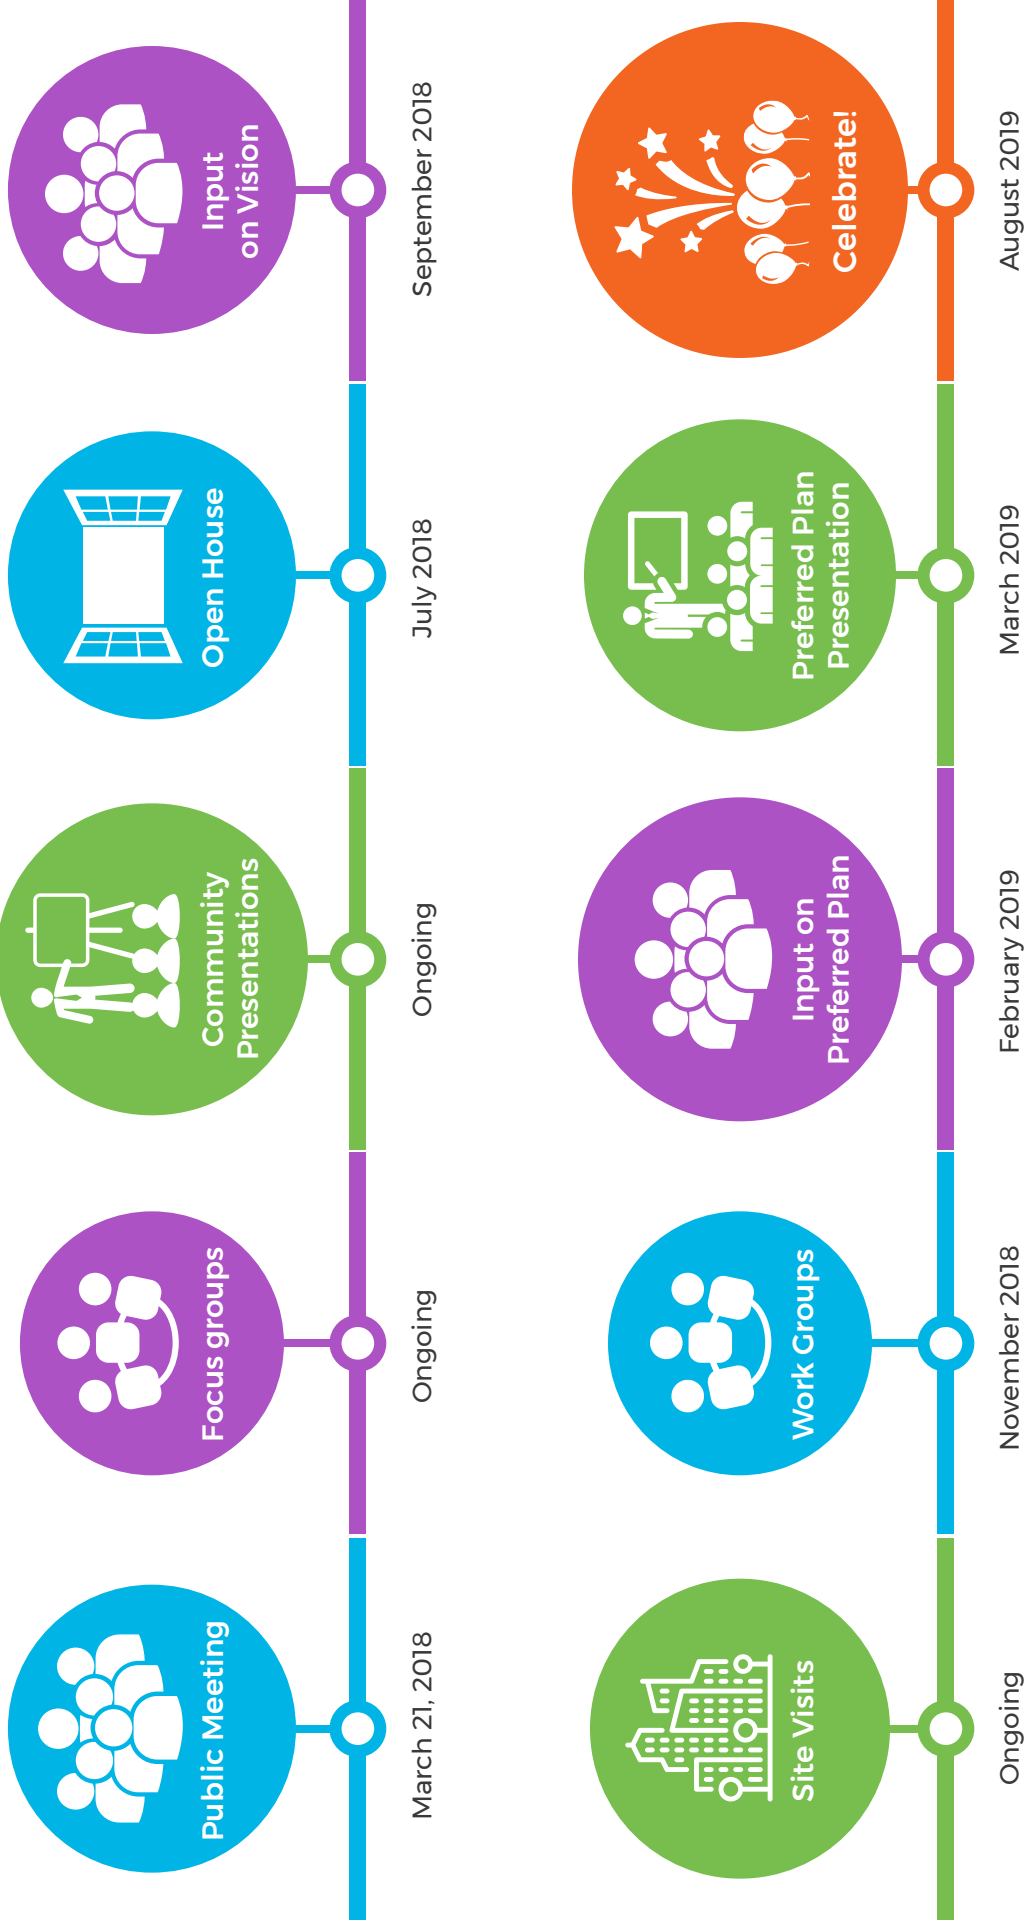 Public Meeting
March 21, 2018
Focus groups
Ongoing
Community
Presentations
Ongoing
Open House
July 2018
Input
on Vision
September 2018
Site Visits
Ongoing
Work Groups
November 2018
Input on
Preferred Plan
February 2019
Preferred Plan
Presentation
March 2019
Celebrate!
August 2019